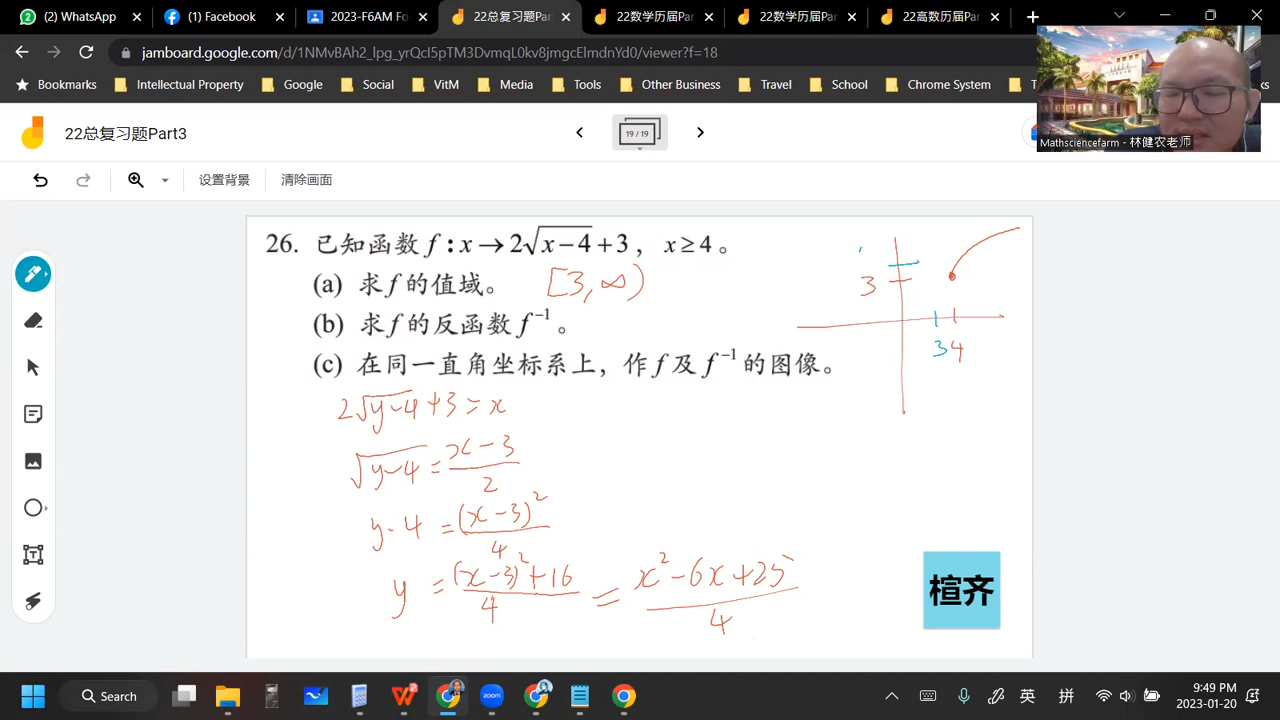 (2) WhatsApp
(1) Facebook
2023-F6AM Fo
22总复习题Part
22数学历届Part
22数学历届Part
22高数历届Part
jamboard.google.com/d/1NMvBAh2_lpg_yrOcI5pTM3DvmqL0kv8jmgcElmdnYd0/viewer?f=18
Bookmarks
Intellectual Property
Google
Social
VitM
Media
Tools
Other Business
Travel
School
Chrome System
Mathsciencefarm - 林健农老师
22总复习题Part3
19 / 19
设置背景
清除画面
26. 已知函数 f : x → 2√(x−4) + 3, x ≥ 4。
(a) 求 f 的值域。 [3, ∞)
(b) 求 f 的反函数 f⁻¹。
(c) 在同一直角坐标系上，作 f 及 f⁻¹ 的图像。
3
3 4
2√(y-4) + 3 = x
√(y-4) = (x-3)/2
y-4 = (x-3)²/4
y = ((x-3)²+16)/4 = (x²-6x+25)/4
楦齐
Search
英
拼
9:49 PM
2023-01-20